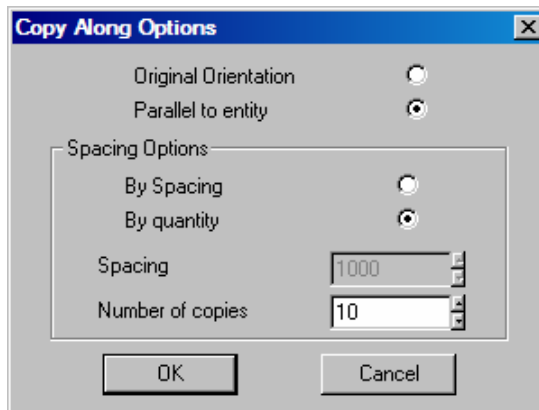 Copy Along Options
Original Orientation
Parallel to entity
Spacing Options
By Spacing
By quantity
Spacing 1000
Number of copies 10
OK Cancel